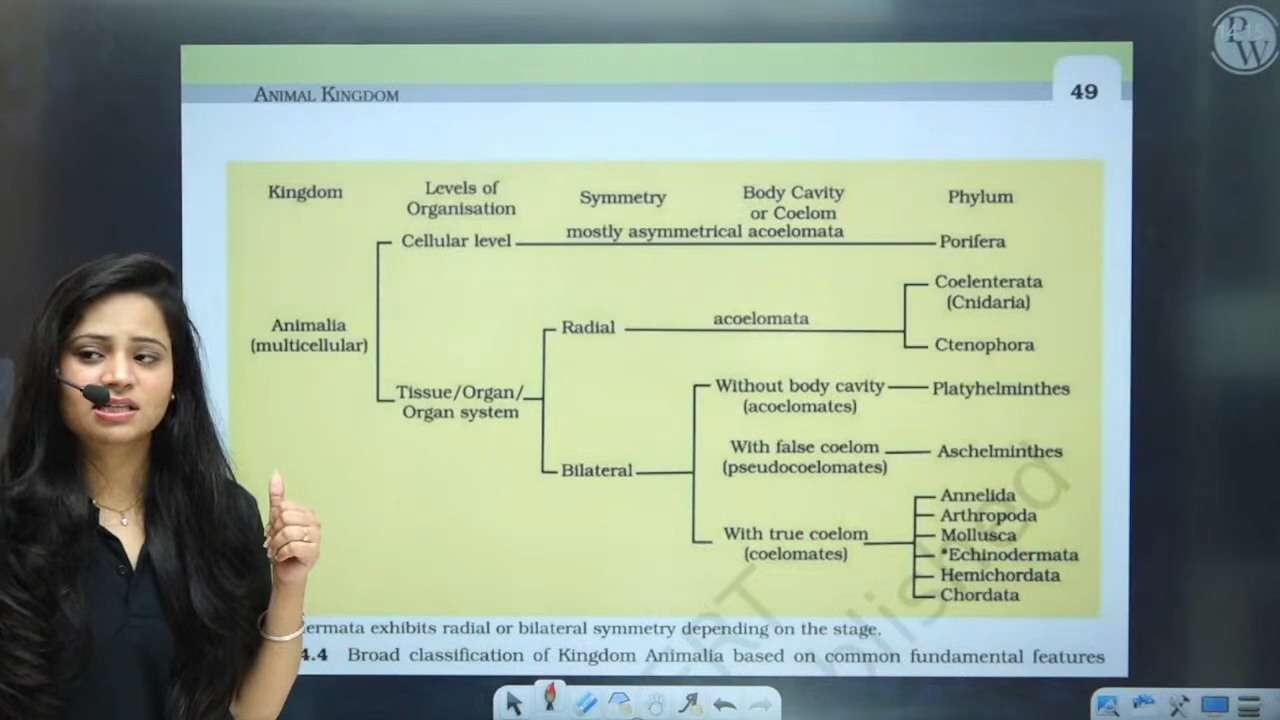 PW
ANIMAL KINGDOM
49
Kingdom
Levels of
Organisation
Symmetry
Body Cavity
or Coelom
Phylum
Cellular level
mostly asymmetrical acoelomata
Porifera
Animalia
(multicellular)
Coelenterata
(Cnidaria)
Radial
acoelomata
Ctenophora
Tissue/Organ/
Organ system
Without body cavity
(acoelomates)
Platyhelminthes
Bilateral
With false coelom
(pseudocoelomates)
Aschelminthes
With true coelom
(coelomates)
Annelida
Arthropoda
Mollusca
*Echinodermata
Hemichordata
Chordata
ermata exhibits radial or bilateral symmetry depending on the stage.
4.4 Broad classification of Kingdom Animalia based on common fundamental features